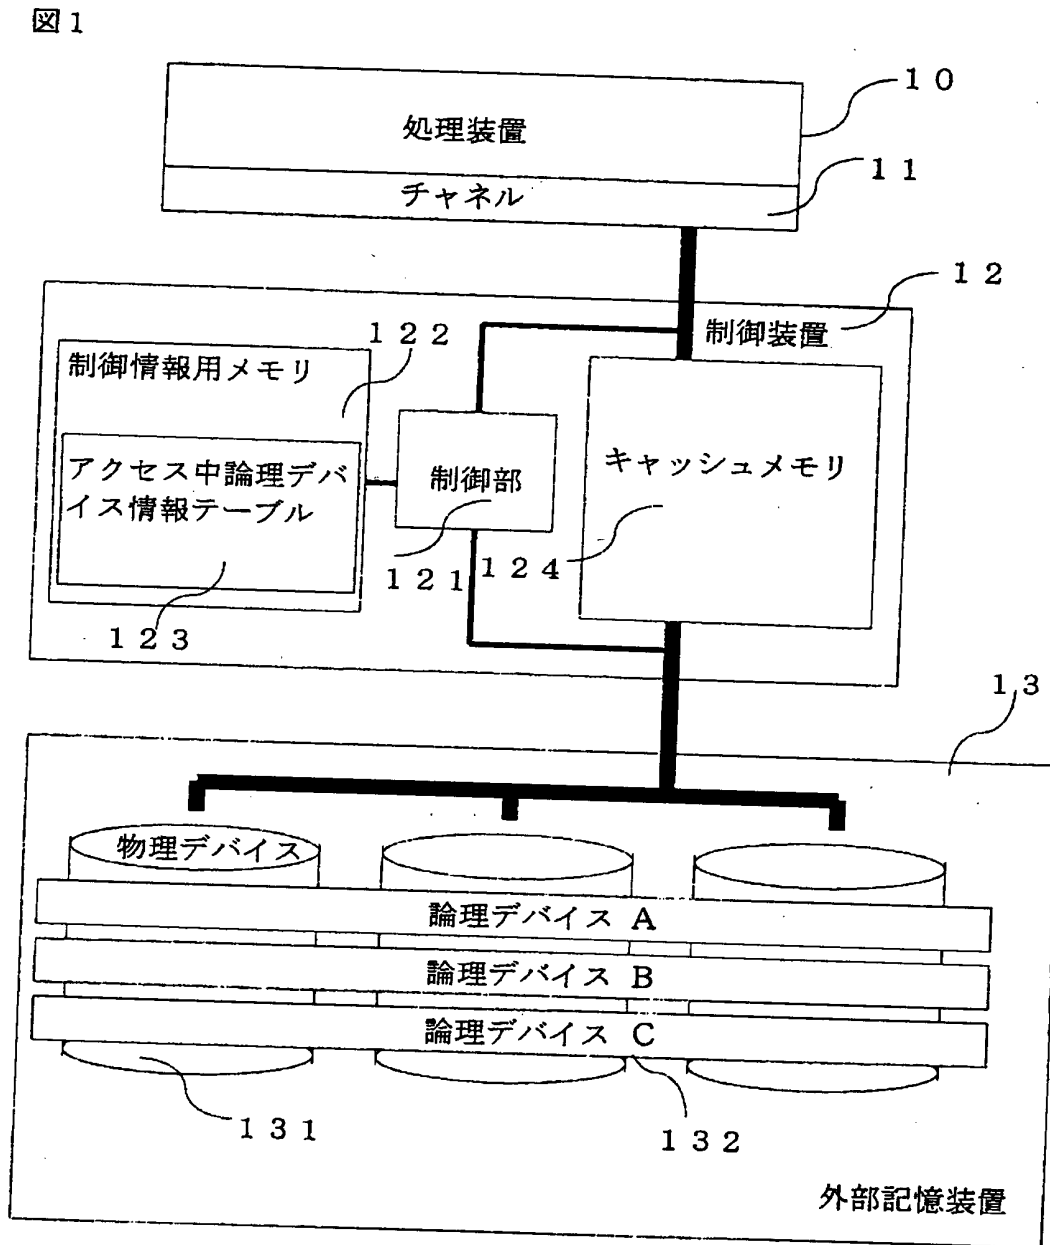 図1
10
処理装置
11
チャネル
12
制御装置
122
制御情報用メモリ
アクセス中論理デバ
イス情報テーブル
制御部
キャッシュメモリ
121
124
123
13
物理デバイス
論理デバイス A
論理デバイス B
論理デバイス C
131
132
外部記憶装置